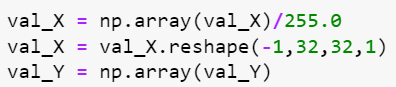 val_X = np.array(val_X)/255.0
val_X = val_X.reshape(-1,32,32,1)
val_Y = np.array(val_Y)